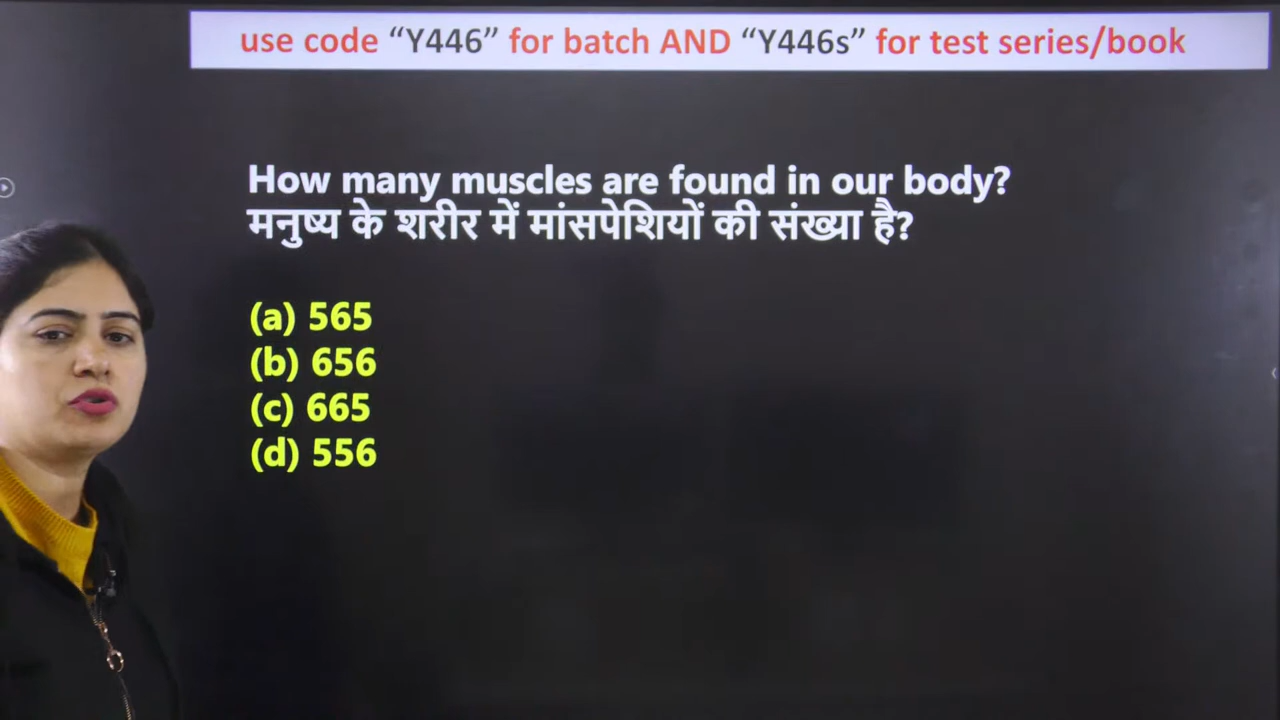 use code “Y446” for batch AND “Y446s” for test series/book
How many muscles are found in our body?
मनुष्य के शरीर में मांसपेशियों की संख्या है?
(a) 565
(b) 656
(c) 665
(d) 556